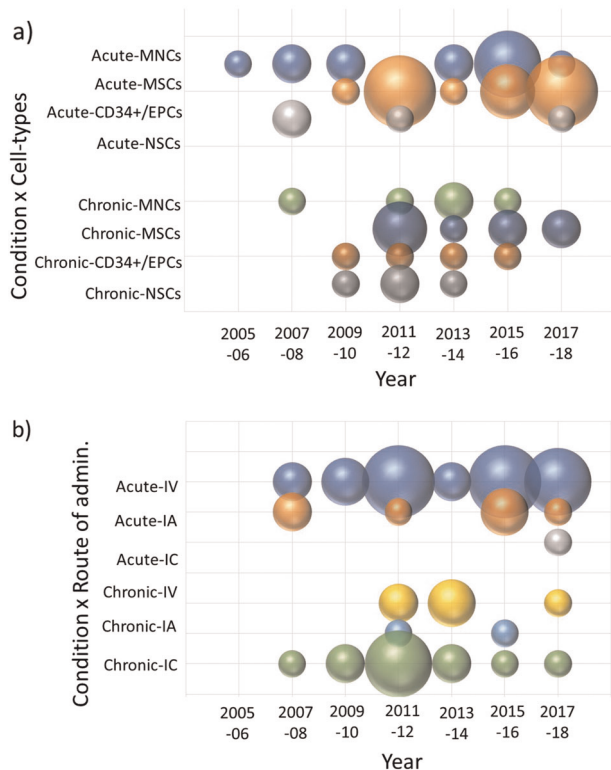 a)
Condition x Cell-types
Acute-MNCs
Acute-MSCs
Acute-CD34+/EPCs
Acute-NSCs
Chronic-MNCs
Chronic-MSCs
Chronic-CD34+/EPCs
Chronic-NSCs
2005 2007 2009 2011 2013 2015 2017
-06 -08 -10 -12 -14 -16 -18
Year
b)
Condition x Route of admin.
Acute-IV
Acute-IA
Acute-IC
Chronic-IV
Chronic-IA
Chronic-IC
2005 2007 2009 2011 2013 2015 2017
-06 -08 -10 -12 -14 -16 -18
Year